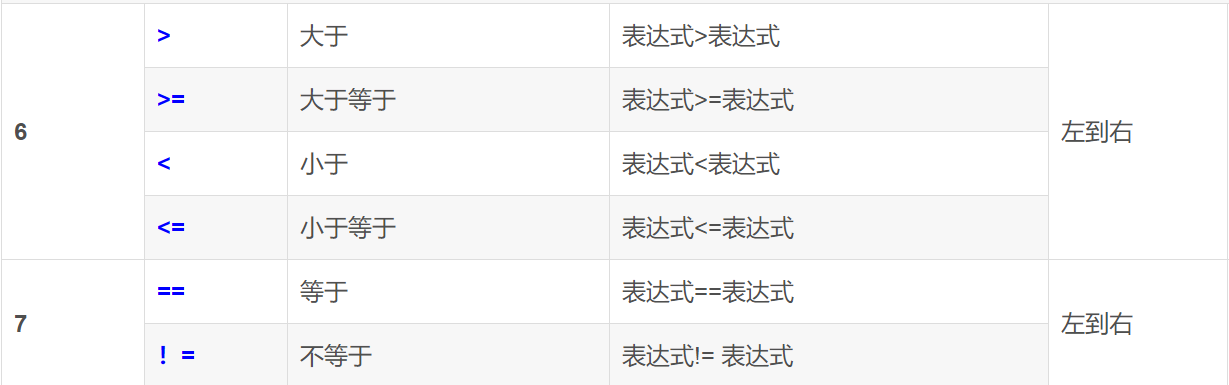 > 大于 表达式>表达式
>= 大于等于 表达式>=表达式
6 左到右
< 小于 表达式<表达式
<= 小于等于 表达式<=表达式
== 等于 表达式==表达式
7 左到右
! = 不等于 表达式!= 表达式